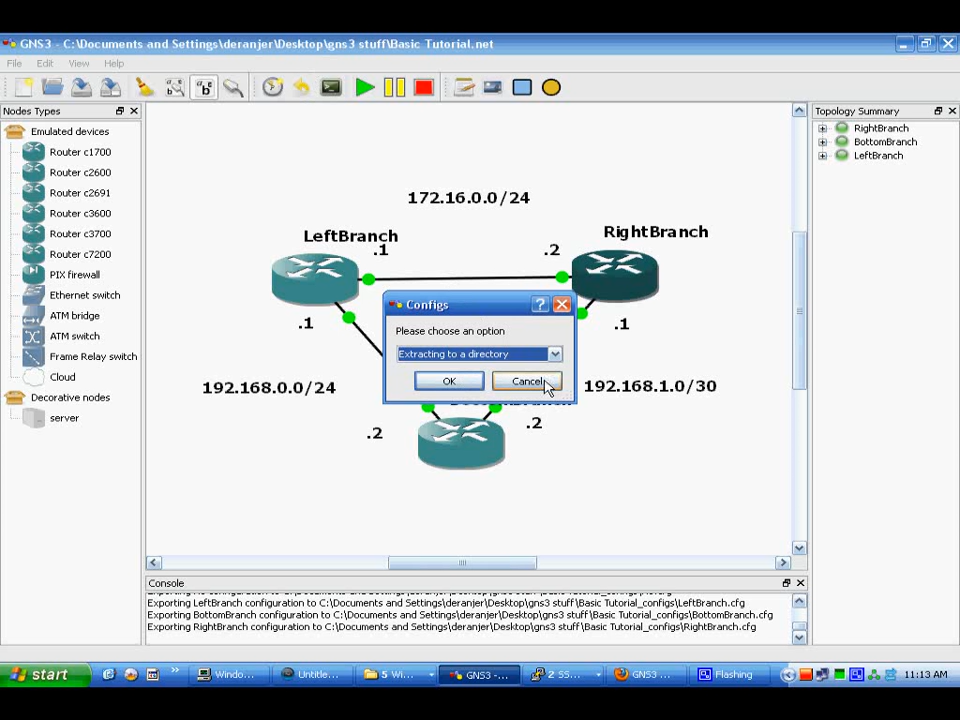 GNS3 - C:\Documents and Settings\deranjer\Desktop\gns3 stuff\Basic Tutorial.net
File Edit View Help
Nodes Types
Topology Summary
Emulated devices
Router c1700
Router c2600
Router c2691
Router c3600
Router c3700
Router c7200
PIX firewall
Ethernet switch
ATM bridge
ATM switch
Frame Relay switch
Cloud
Decorative nodes
server
RightBranch
BottomBranch
LeftBranch
172.16.0.0/24
LeftBranch
RightBranch
.1
.2
.1
.1
192.168.0.0/24
192.168.1.0/30
.2
.2
Configs
Please choose an option
Extracting to a directory
OK Cancel
Console
Exporting LeftBranch configuration to C:\Documents and Settings\deranjer\Desktop\gns3 stuff\Basic Tutorial_configs\LeftBranch.cfg
Exporting BottomBranch configuration to C:\Documents and Settings\deranjer\Desktop\gns3 stuff\Basic Tutorial_configs\BottomBranch.cfg
Exporting RightBranch configuration to C:\Documents and Settings\deranjer\Desktop\gns3 stuff\Basic Tutorial_configs\RightBranch.cfg
start
Windo...
Untitle...
5 Wi...
GNS3 -...
2 SS...
GNS3 ...
Flashing
11:13 AM